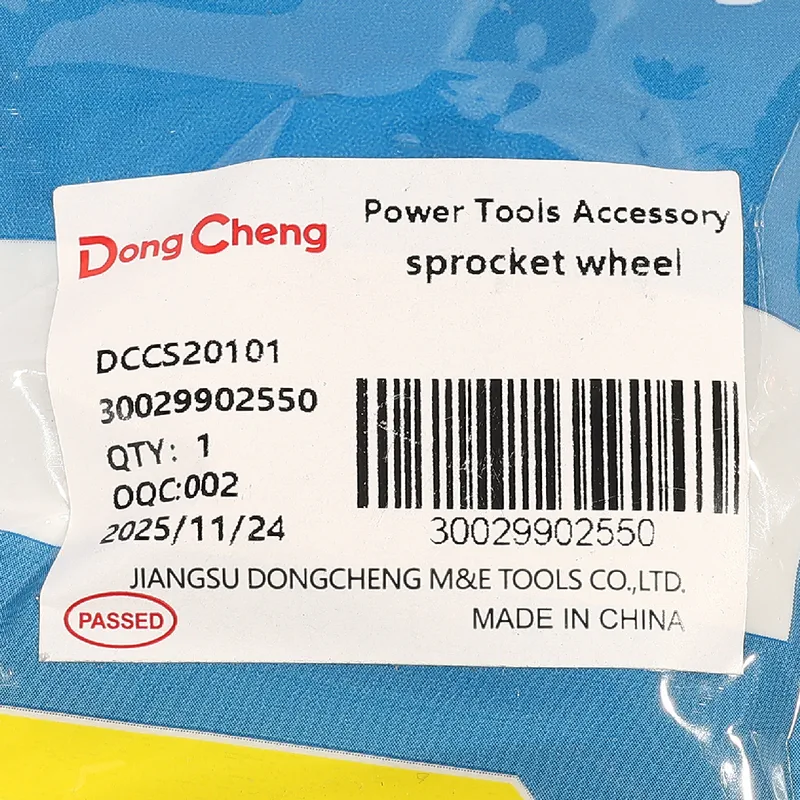 Dong Cheng
Power Tools Accessory
sprocket wheel
DCCS20101
30029902550
QTY: 1
OQC:002
2025/11/24
30029902550
JIANGSU DONGCHENG M&E TOOLS CO.,LTD.
PASSED
MADE IN CHINA